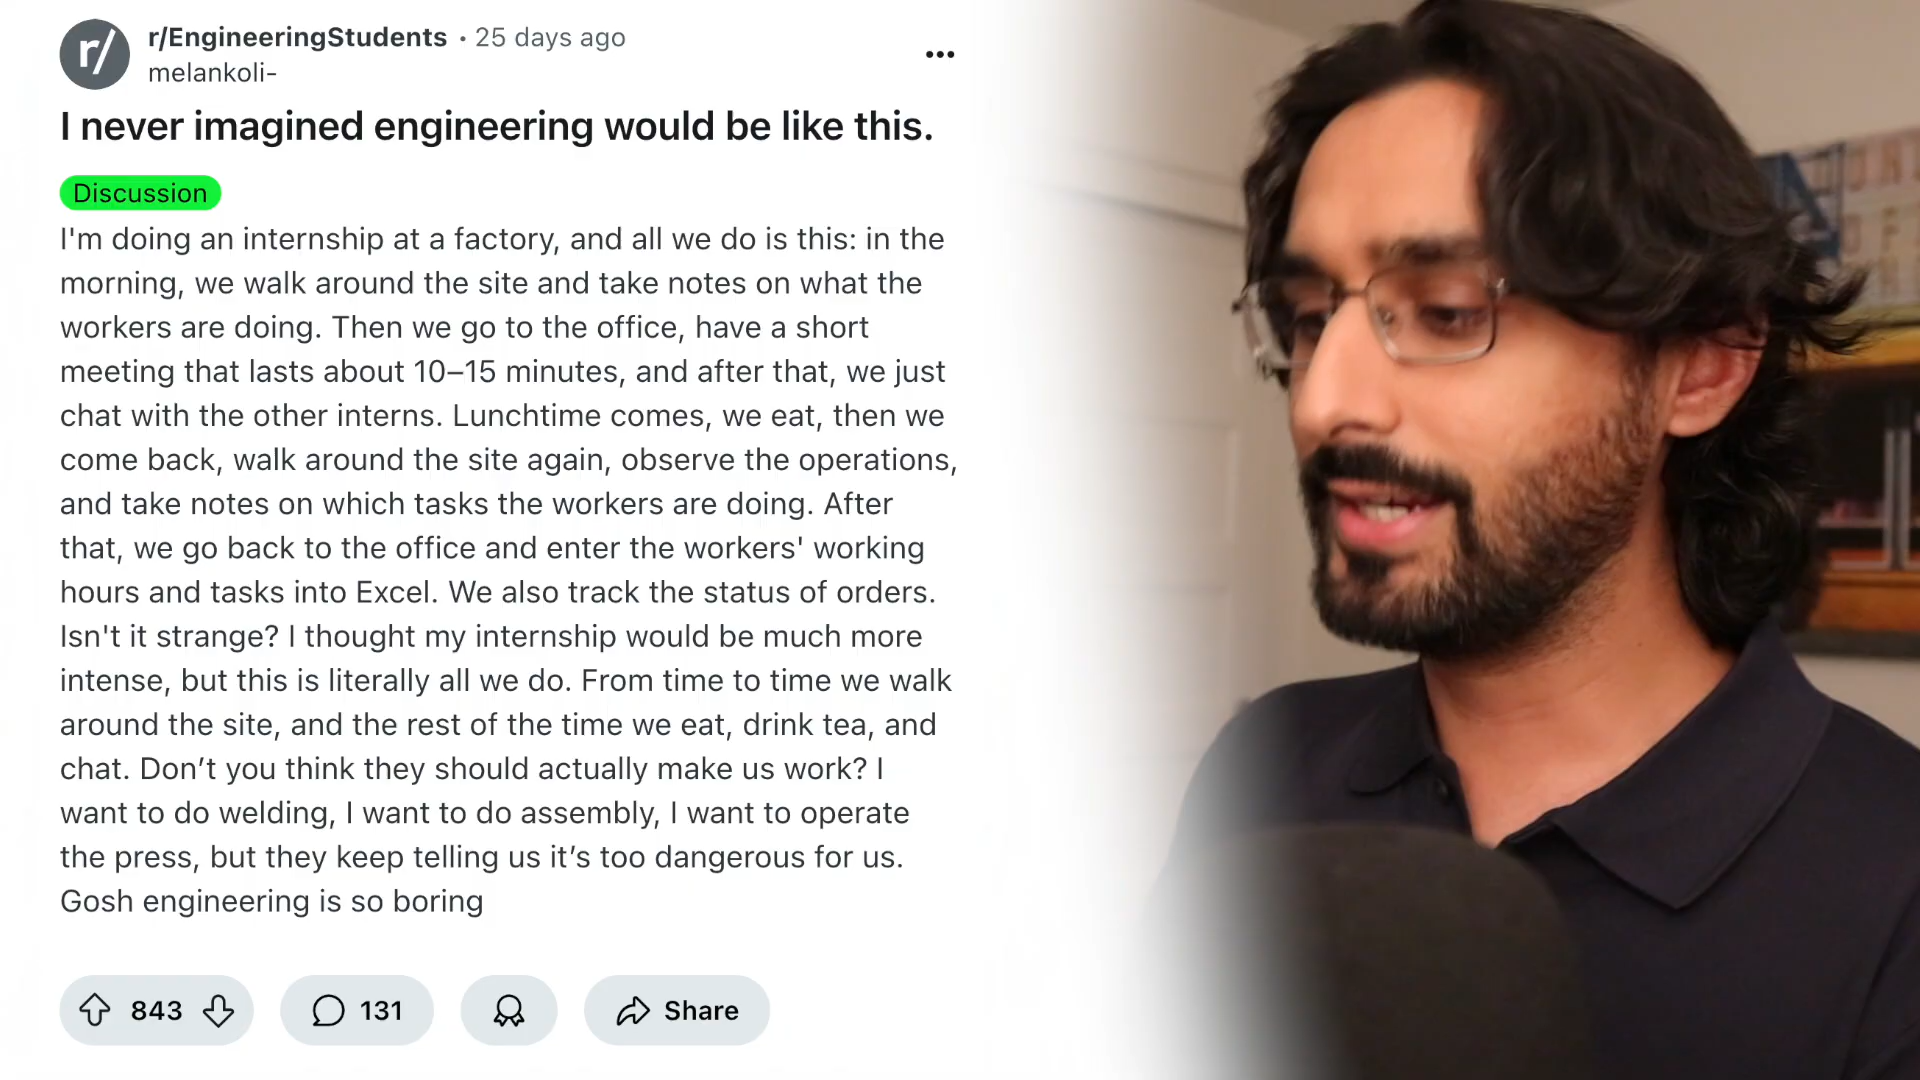 r/
r/EngineeringStudents • 25 days ago
melankoli-
I never imagined engineering would be like this.
Discussion
I'm doing an internship at a factory, and all we do is this: in the
morning, we walk around the site and take notes on what the
workers are doing. Then we go to the office, have a short
meeting that lasts about 10–15 minutes, and after that, we just
chat with the other interns. Lunchtime comes, we eat, then we
come back, walk around the site again, observe the operations,
and take notes on which tasks the workers are doing. After
that, we go back to the office and enter the workers' working
hours and tasks into Excel. We also track the status of orders.
Isn't it strange? I thought my internship would be much more
intense, but this is literally all we do. From time to time we walk
around the site, and the rest of the time we eat, drink tea, and
chat. Don’t you think they should actually make us work? I
want to do welding, I want to do assembly, I want to operate
the press, but they keep telling us it’s too dangerous for us.
Gosh engineering is so boring
843
131
Share